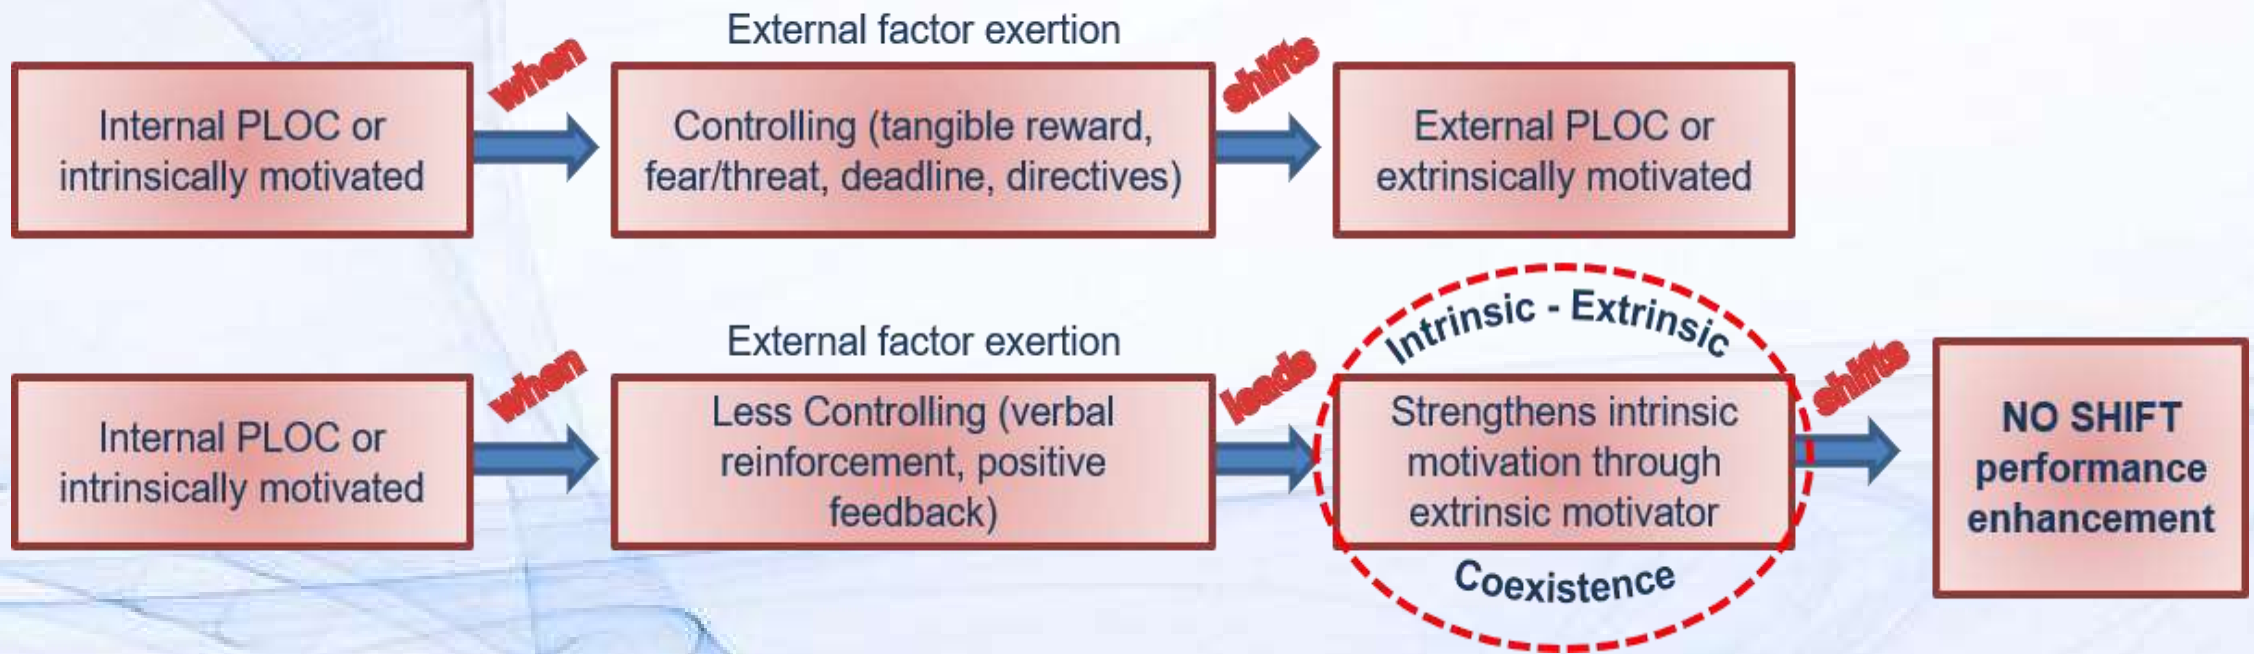 External factor exertion
Internal PLOC or
intrinsically motivated
when
Controlling (tangible reward,
fear/threat, deadline, directives)
shifts
External PLOC or
extrinsically motivated
External factor exertion
Internal PLOC or
intrinsically motivated
when
Less Controlling (verbal
reinforcement, positive
feedback)
leads
Intrinsic - Extrinsic
Strengthens intrinsic
motivation through
extrinsic motivator
Coexistence
shifts
NO SHIFT
performance
enhancement